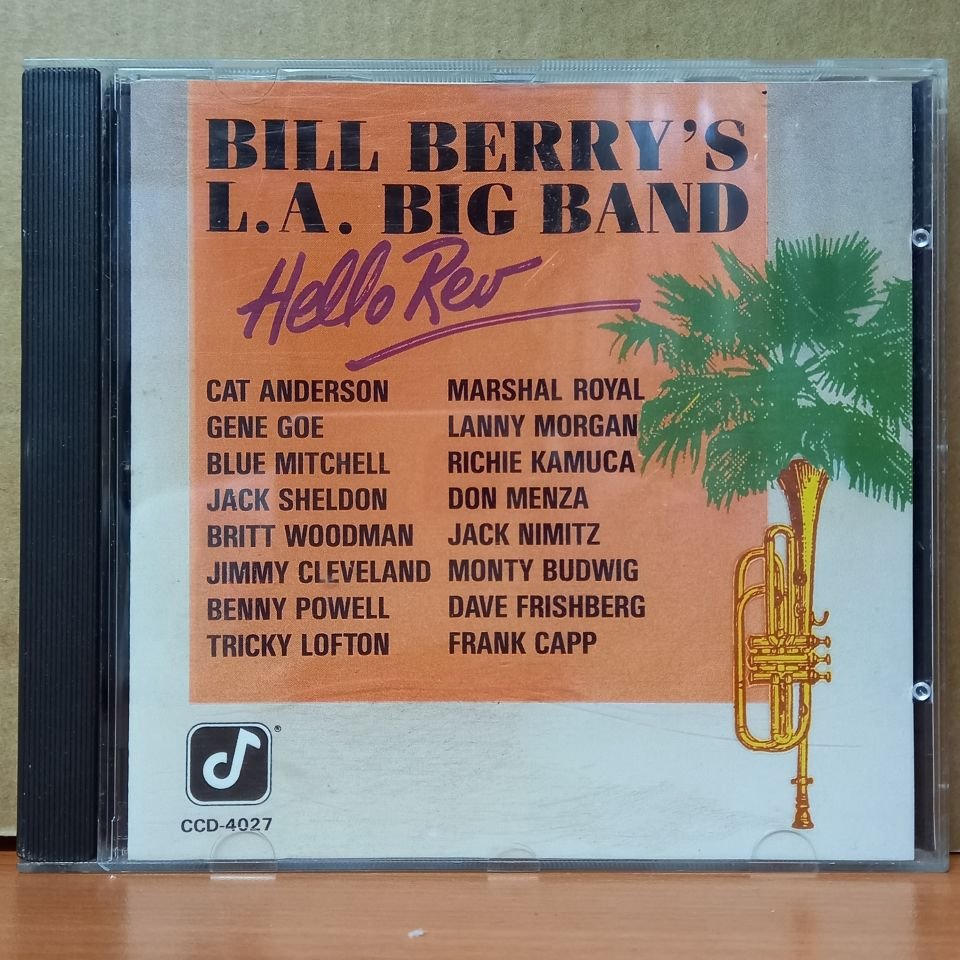 BILL BERRY'S
L.A. BIG BAND
Hello Rev
CAT ANDERSON
GENE GOE
BLUE MITCHELL
JACK SHELDON
BRITT WOODMAN
JIMMY CLEVELAND
BENNY POWELL
TRICKY LOFTON
MARSHAL ROYAL
LANNY MORGAN
RICHIE KAMUCA
DON MENZA
JACK NIMITZ
MONTY BUDWIG
DAVE FRISHBERG
FRANK CAPP
®
CCD-4027